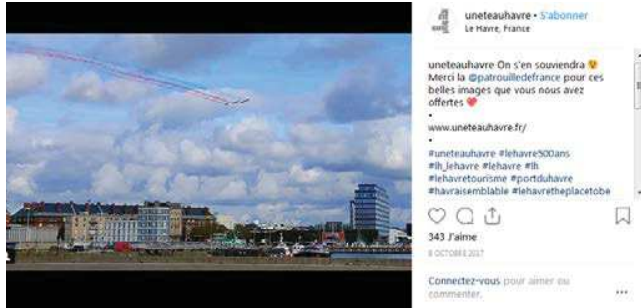 uneteauhavre • S'abonner
Le Havre, France
uneteauhavre On s'en souviendra 😢
Merci la @patrouilledefrance pour ces
belles images que vous nous avez
offertes ❤️
•
www.uneteauhavre.fr/
•
#uneteauhavre #lehavre500ans
#lh_lehavre #lehavre #lh
#lehavretourisme #portduhavre
#havraisemblable #lehavretheplacetobe
343 J'aime
8 OCTOBRE 2017
Connectez-vous pour aimer ou
commenter.